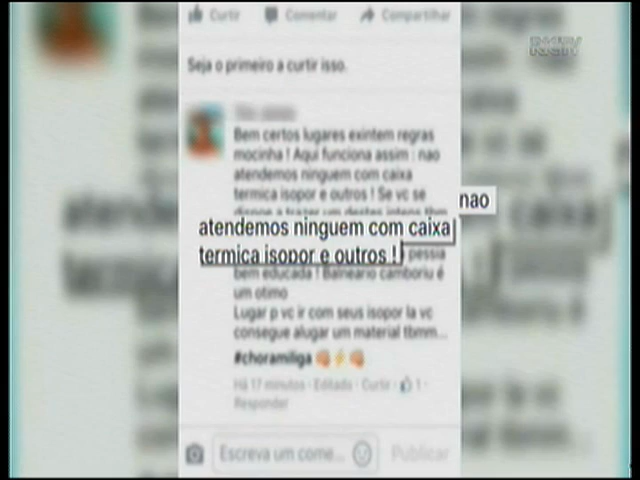 Curtir Comentar Compartilhar
Seja o primeiro a curtir isso.
Bem certos lugares existem regras
mocinha ! Aqui funciona assim : nao
atendemos ninguem com caixa
termica isopor e outros ! Se vc se
nao
atendemos ninguem com caixa
termica isopor e outros !
bem educada ! Balneario camboriu é
um otimo
Lugar p vc ir com seus isopor la vc
consegue alugar um material tbmm...
#choramiliga
Há 17 minutos · Editado · Curtir · 1 ·
Responder
Escreva um come... Publicar